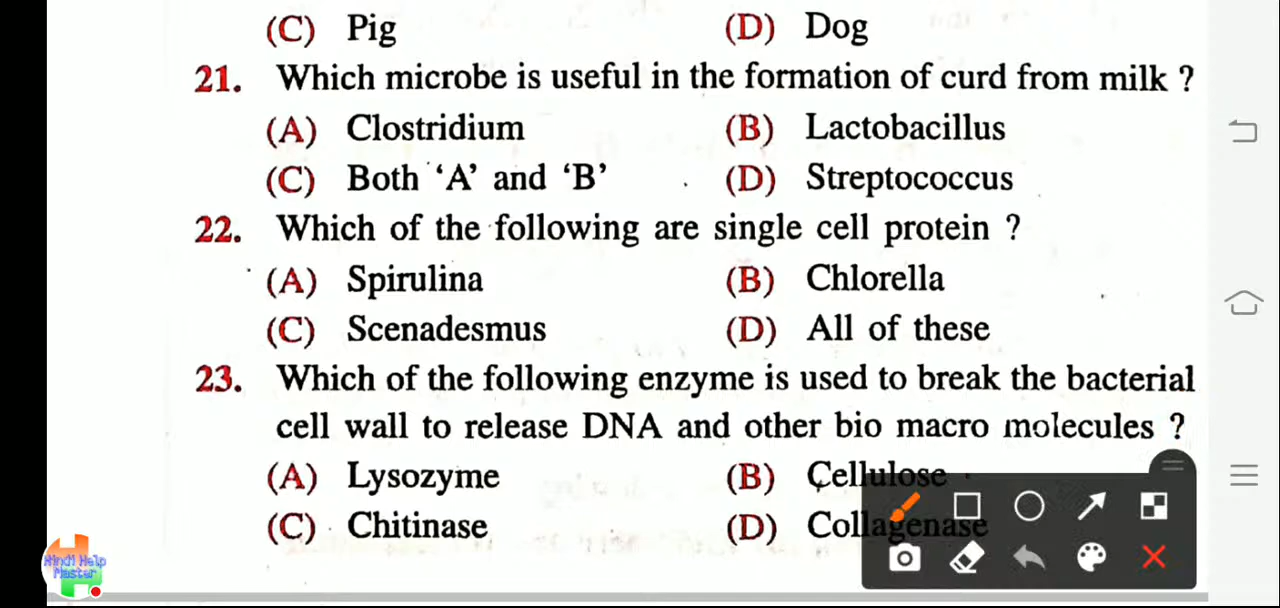 (C) Pig (D) Dog
21. Which microbe is useful in the formation of curd from milk ?
(A) Clostridium (B) Lactobacillus
(C) Both ‘A’ and ‘B’ (D) Streptococcus
22. Which of the following are single cell protein ?
(A) Spirulina (B) Chlorella
(C) Scenadesmus (D) All of these
23. Which of the following enzyme is used to break the bacterial
cell wall to release DNA and other bio macro molecules ?
(A) Lysozyme (B) Cellulose
(C) Chitinase (D) Collagenase
Hindi Help
Master